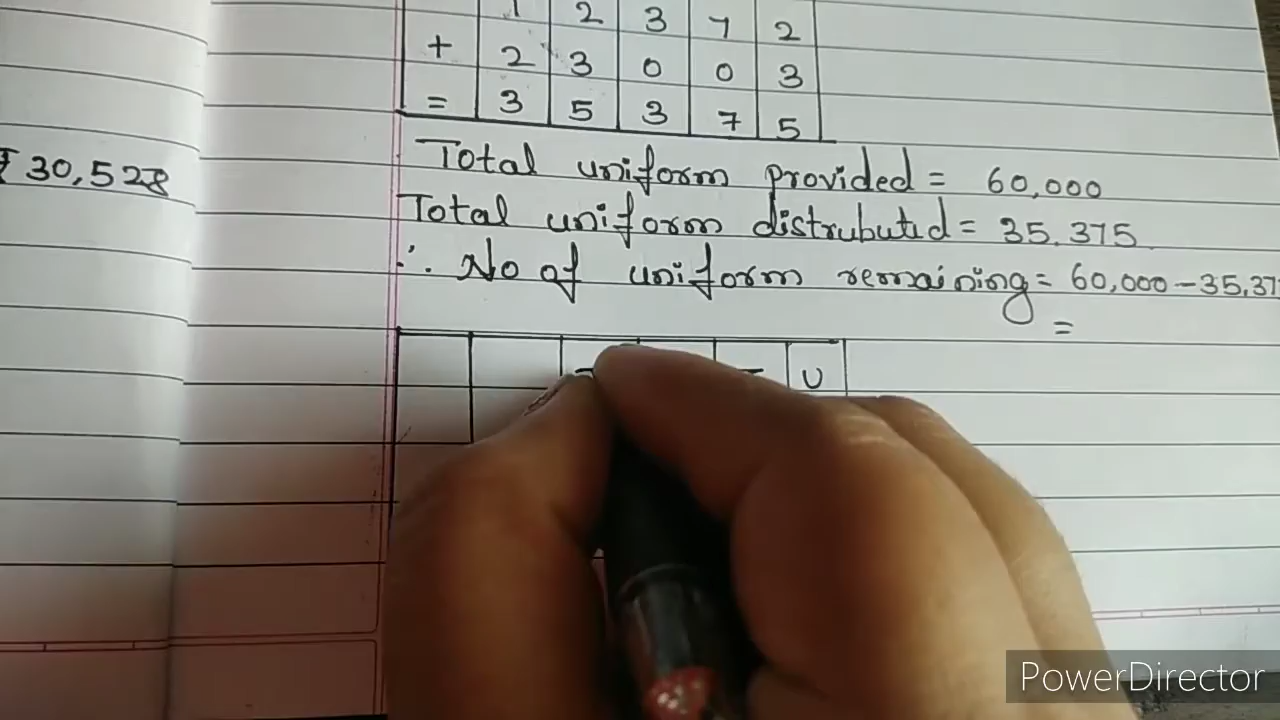 1 2 3 7 2
+ 2 3 0 0 3
= 3 5 3 7 5
₹ 30,528
Total uniform provided = 60,000
Total uniform distrubuted = 35,375
∴ No of uniform remaining = 60,000 - 35,37
=
U
PowerDirector